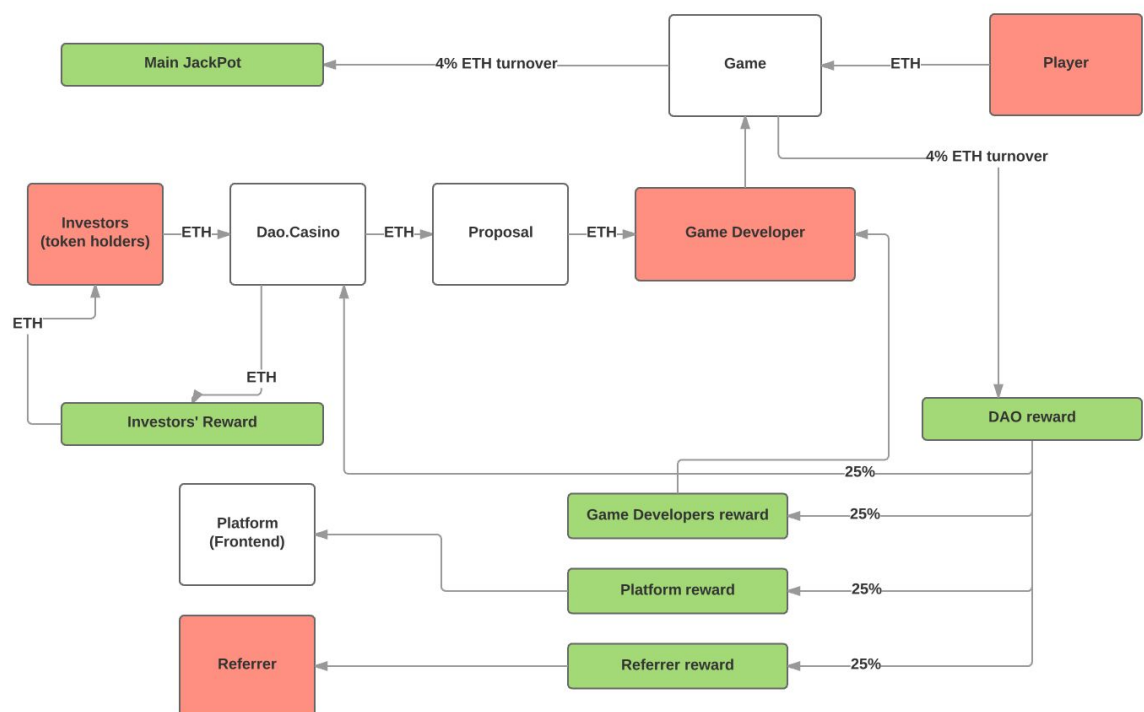 Main JackPot
4% ETH turnover
Game
ETH
Player
4% ETH turnover
Investors
(token holders)
ETH
Dao.Casino
ETH
Proposal
ETH
Game Developer
ETH
ETH
Investors' Reward
DAO reward
25%
Platform
(Frontend)
Game Developers reward
25%
Platform reward
25%
Referrer
Referrer reward
25%